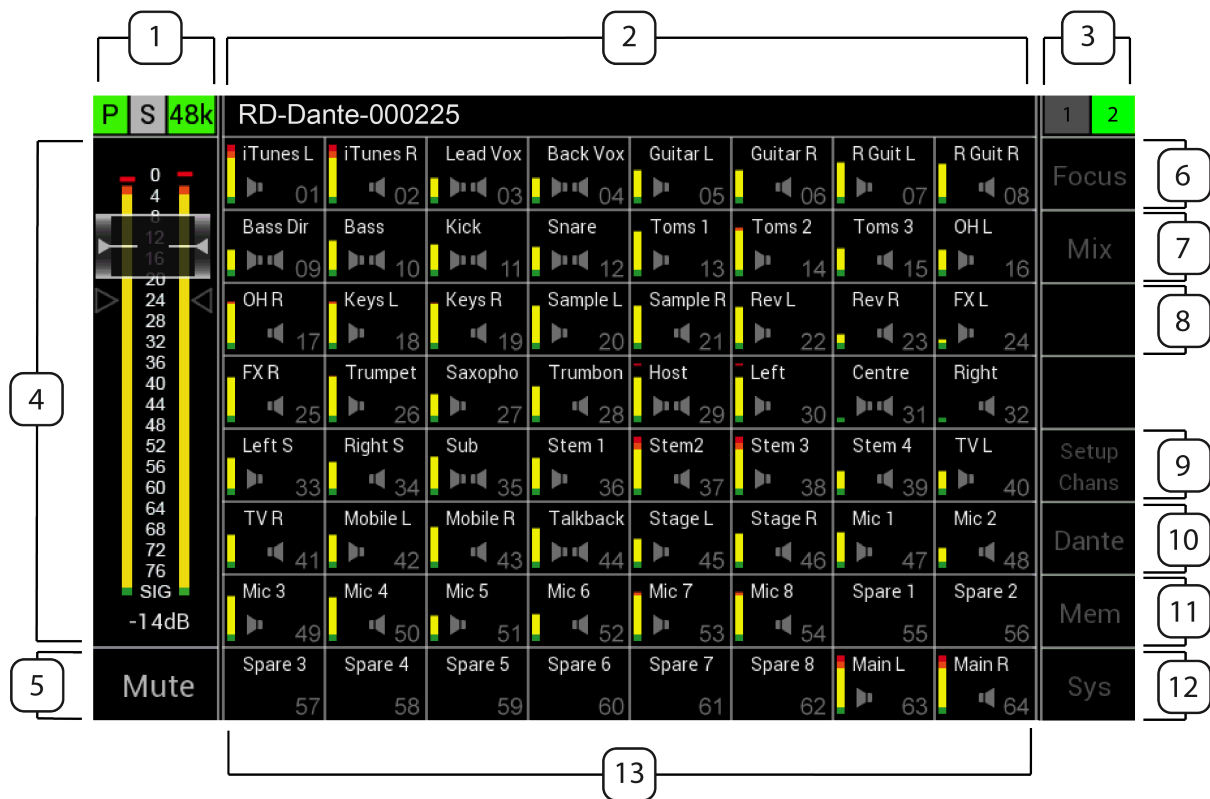 1
2
3
P S 48k
RD-Dante-000225
1 2
iTunes L iTunes R Lead Vox Back Vox Guitar L Guitar R R Guit L R Guit R
01 02 03 04 05 06 07 08
Focus
6
Bass Dir Bass Kick Snare Toms 1 Toms 2 Toms 3 OH L
09 10 11 12 13 14 15 16
Mix
7
OH R Keys L Keys R Sample L Sample R Rev L Rev R FX L
17 18 19 20 21 22 23 24
8
FX R Trumpet Saxopho Trumbon Host Left Centre Right
25 26 27 28 29 30 31 32
Left S Right S Sub Stem 1 Stem2 Stem 3 Stem 4 TV L
33 34 35 36 37 38 39 40
Setup
Chans
9
TV R Mobile L Mobile R Talkback Stage L Stage R Mic 1 Mic 2
41 42 43 44 45 46 47 48
Dante
10
Mic 3 Mic 4 Mic 5 Mic 6 Mic 7 Mic 8 Spare 1 Spare 2
49 50 51 52 53 54 55 56
Mem
11
Spare 3 Spare 4 Spare 5 Spare 6 Spare 7 Spare 8 Main L Main R
57 58 59 60 61 62 63 64
Sys
12
0
4
8
12
16
20
24
28
32
36
40
44
48
52
56
60
64
68
72
76
SIG
-14dB
4
Mute
5
13